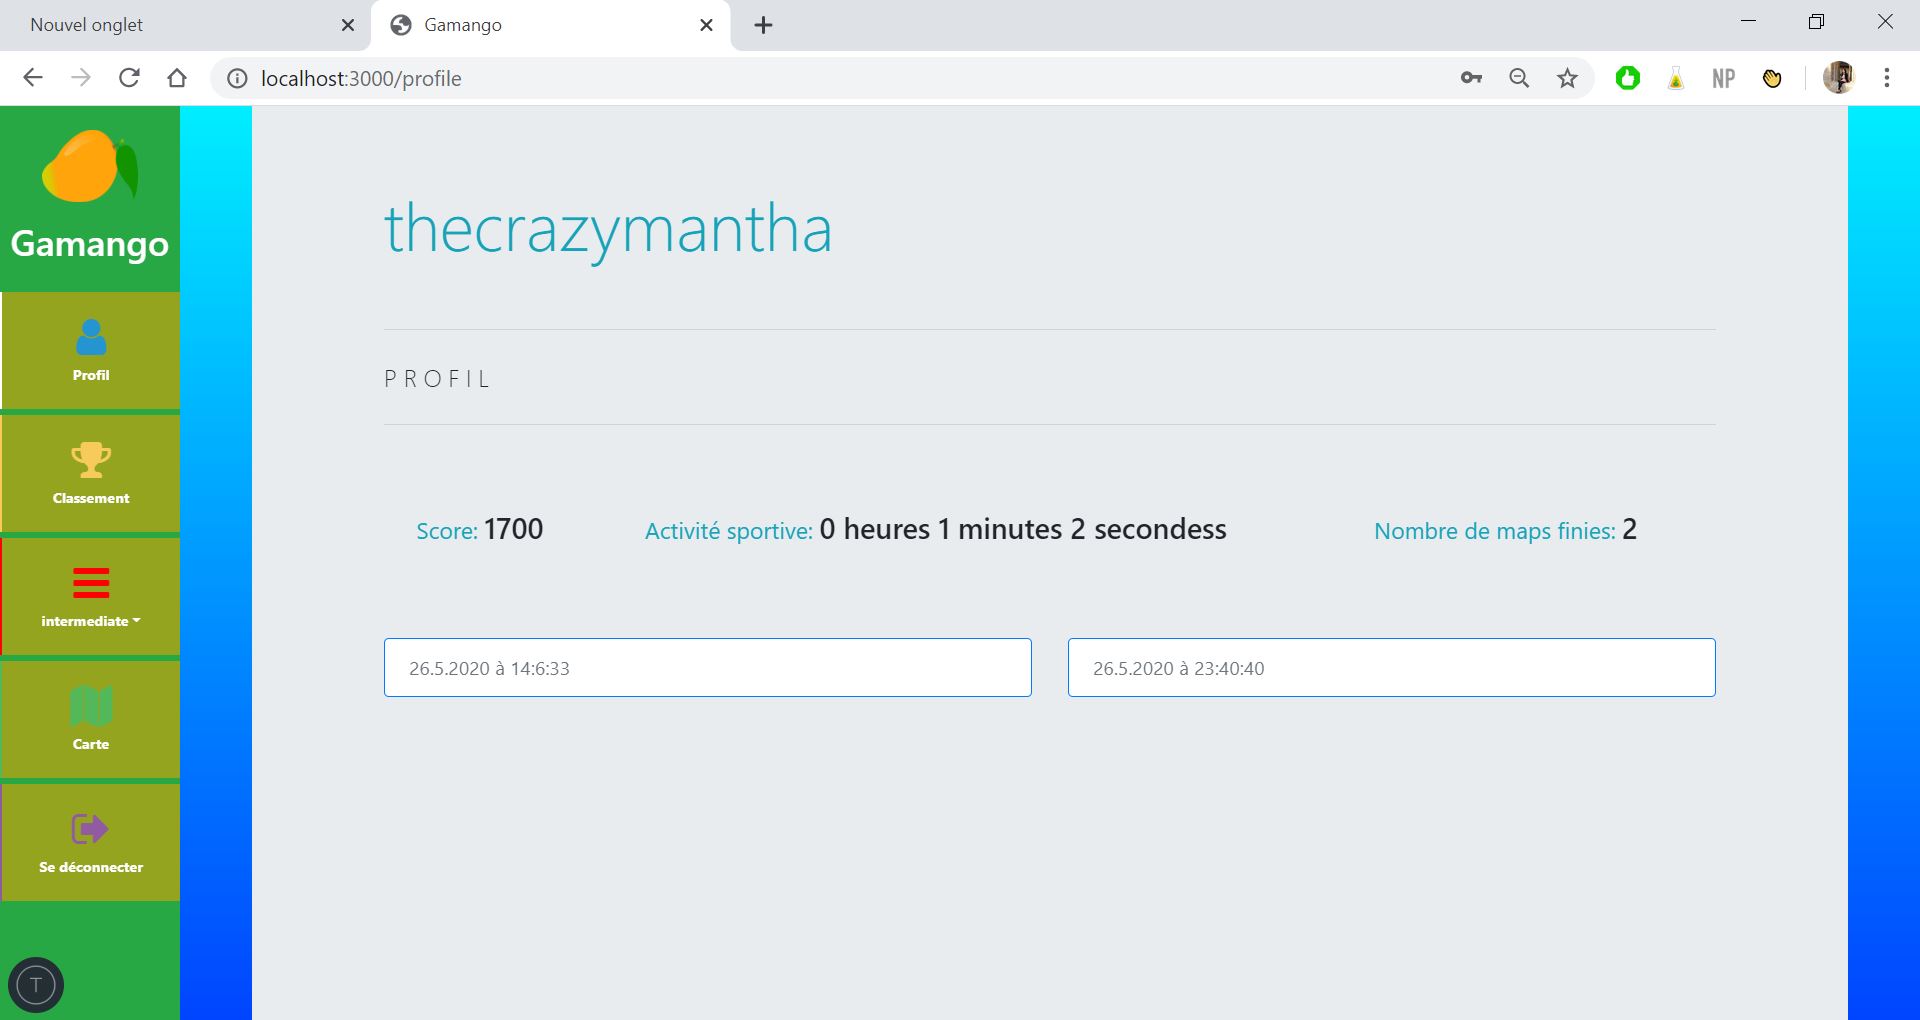 Nouvel onglet
Gamango
localhost:3000/profile
NP
Gamango
Profil
Classement
intermediate
Carte
Se déconnecter
T
thecrazymantha
PROFIL
Score: 1700
Activité sportive: 0 heures 1 minutes 2 secondess
Nombre de maps finies: 2
26.5.2020 à 14:6:33
26.5.2020 à 23:40:40